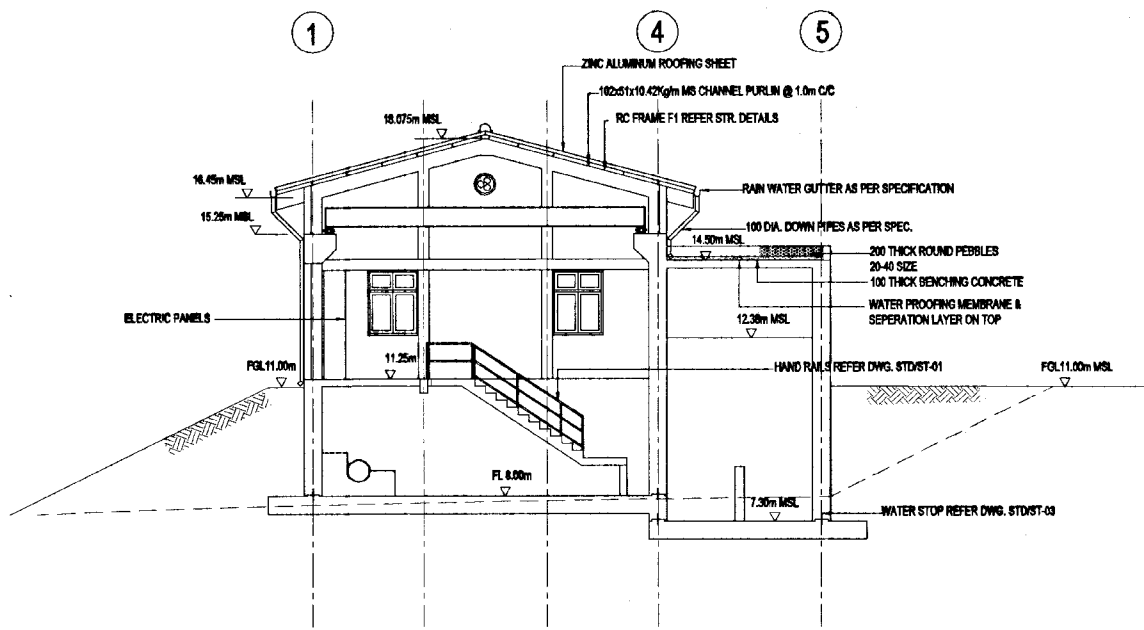 1
4
5
ZINC ALUMINUM ROOFING SHEET
102x51x10.42Kg/m MS CHANNEL PURLIN @ 1.0m C/C
RC FRAME F1 REFER STR. DETAILS
18.075m MSL
16.45m MSL
RAIN WATER GUTTER AS PER SPECIFICATION
15.25m MSL
100 DIA. DOWN PIPES AS PER SPEC.
14.50m MSL
200 THICK ROUND PEBBLES
20-40 SIZE
100 THICK BENCHING CONCRETE
WATER PROOFING MEMBRANE &
SEPERATION LAYER ON TOP
ELECTRIC PANELS
12.38m MSL
11.25m
FGL11.00m
HAND RAILS REFER DWG. STD/ST-01
FGL11.00m MSL
FL 8.00m
7.30m MSL
WATER STOP REFER DWG. STD/ST-03